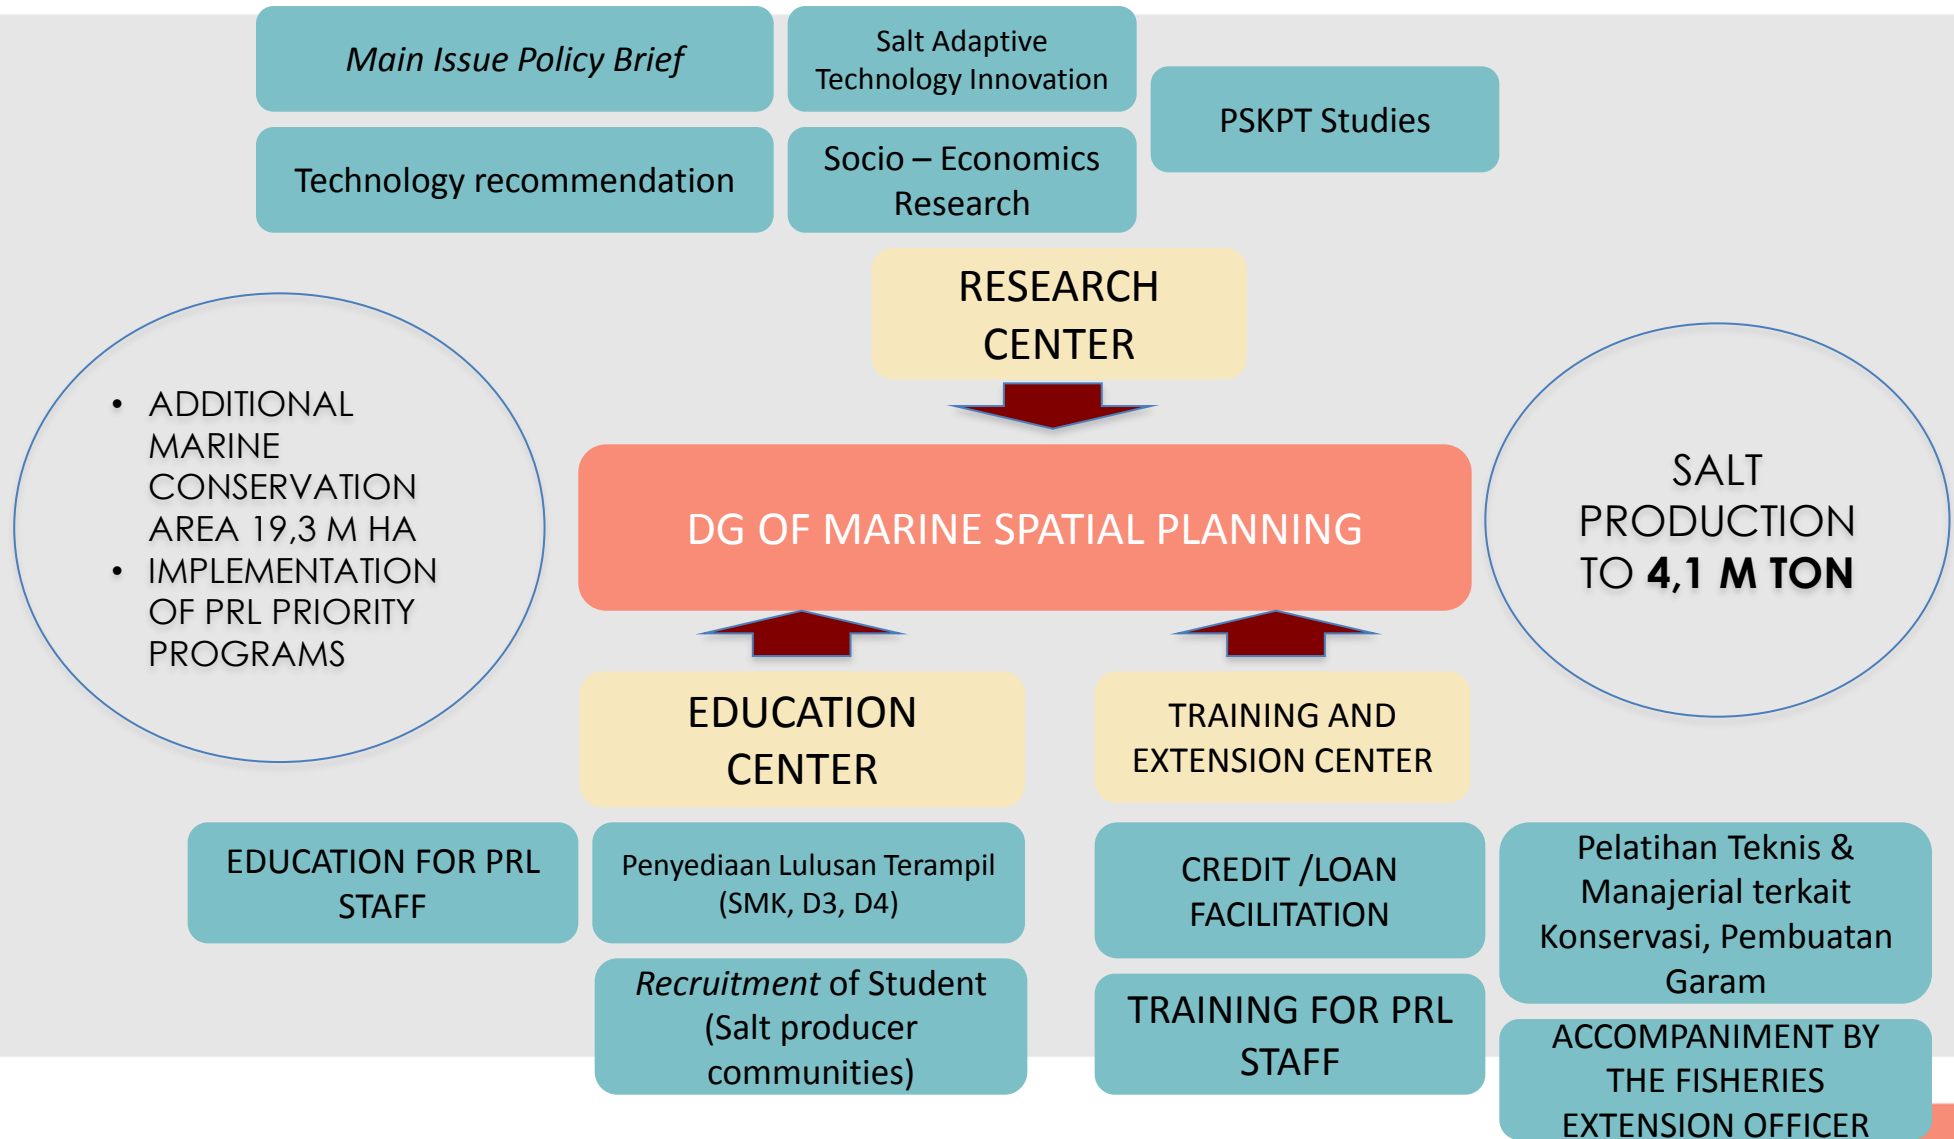 Main Issue Policy Brief
Salt Adaptive
Technology Innovation
PSKPT Studies
Technology recommendation
Socio – Economics
Research
RESEARCH
CENTER
• ADDITIONAL
MARINE
CONSERVATION
AREA 19,3 M HA
• IMPLEMENTATION
OF PRL PRIORITY
PROGRAMS
DG OF MARINE SPATIAL PLANNING
SALT
PRODUCTION
TO 4,1 M TON
EDUCATION
CENTER
TRAINING AND
EXTENSION CENTER
EDUCATION FOR PRL
STAFF
Penyediaan Lulusan Terampil
(SMK, D3, D4)
CREDIT /LOAN
FACILITATION
Pelatihan Teknis &
Manajerial terkait
Konservasi, Pembuatan
Garam
Recruitment of Student
(Salt producer
communities)
TRAINING FOR PRL
STAFF
ACCOMPANIMENT BY
THE FISHERIES
EXTENSION OFFICER